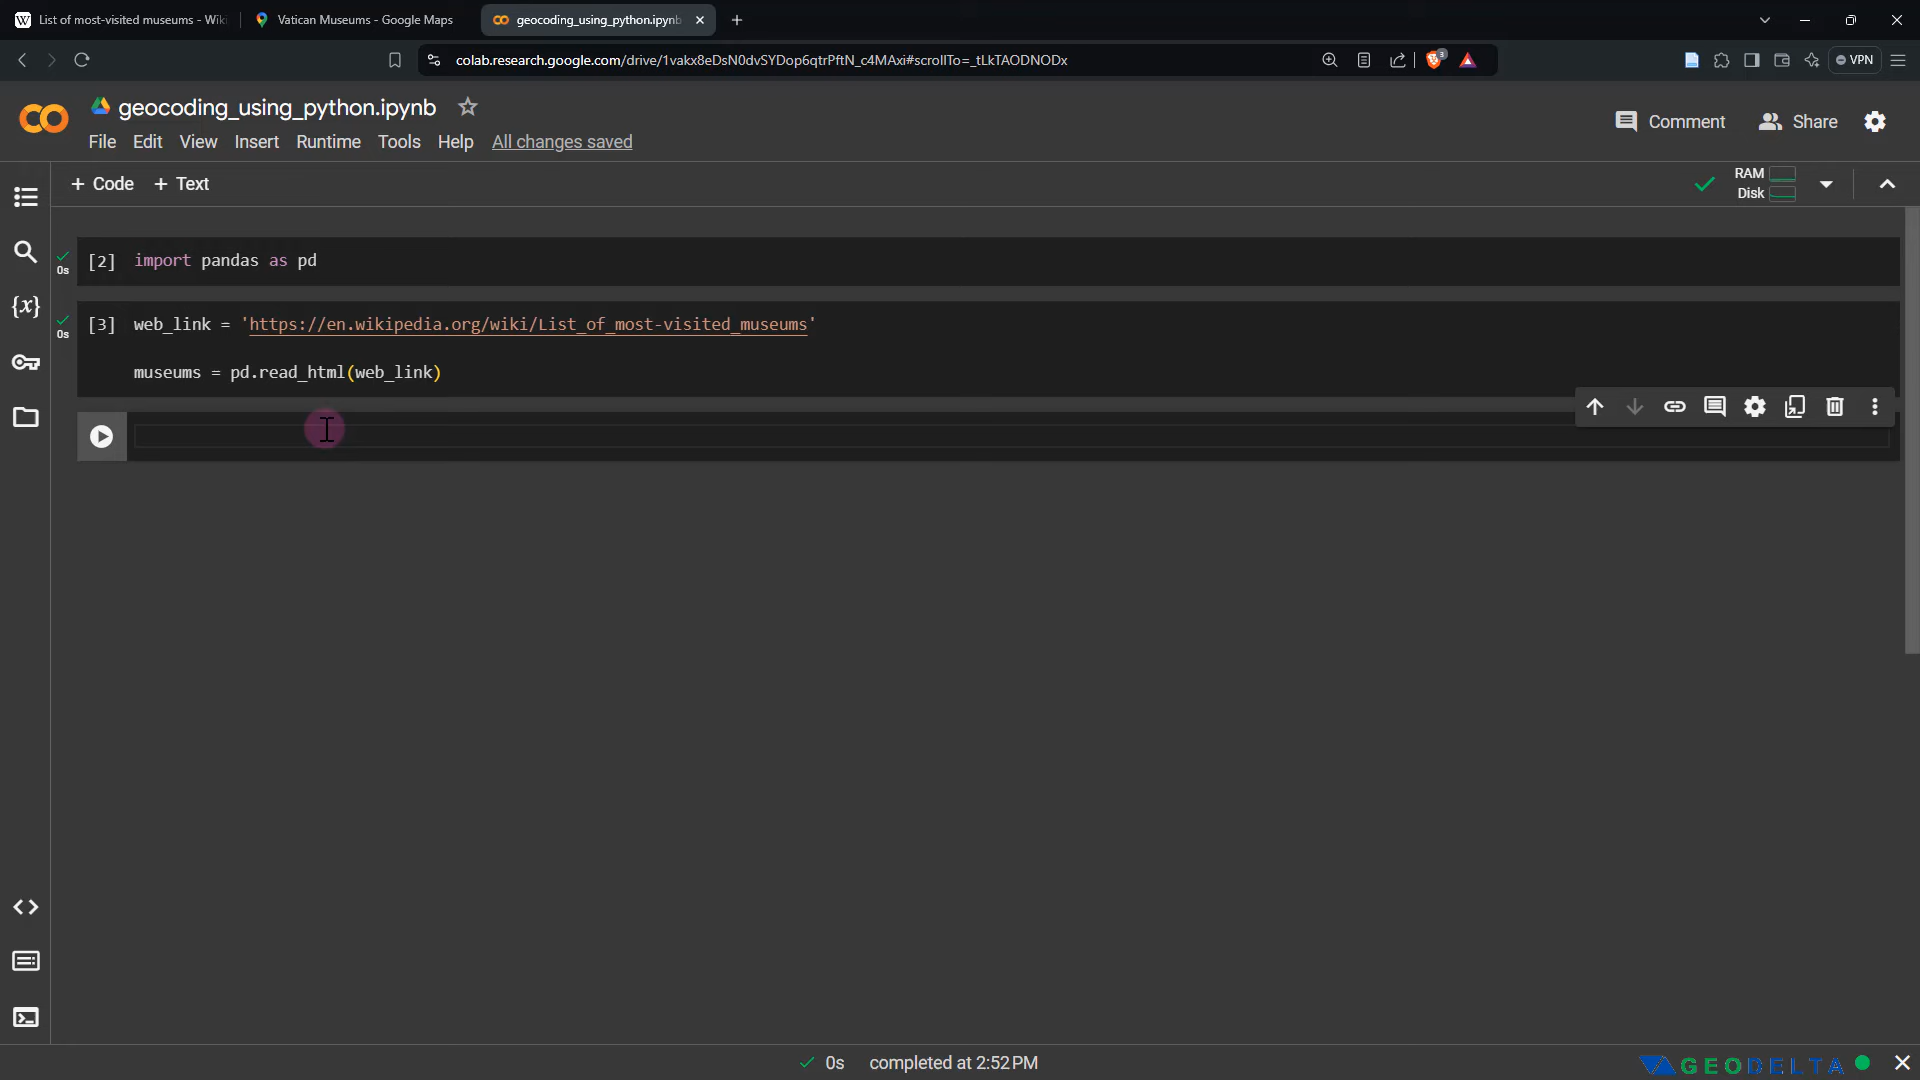 List of most-visited museums - Wiki
Vatican Museums - Google Maps
geocoding_using_python.ipynb
colab.research.google.com/drive/1vakx8eDsN0dvSYDop6qtrPftN_c4MAxi#scrollTo=_tLkTAODNODx
3
VPN
geocoding_using_python.ipynb
File Edit View Insert Runtime Tools Help All changes saved
Comment
Share
+ Code + Text
RAM
Disk
[2] import pandas as pd
0s
[3] web_link = 'https://en.wikipedia.org/wiki/List_of_most-visited_museums'
0s
museums = pd.read_html(web_link)
{x}
0s completed at 2:52 PM
GEODELTA